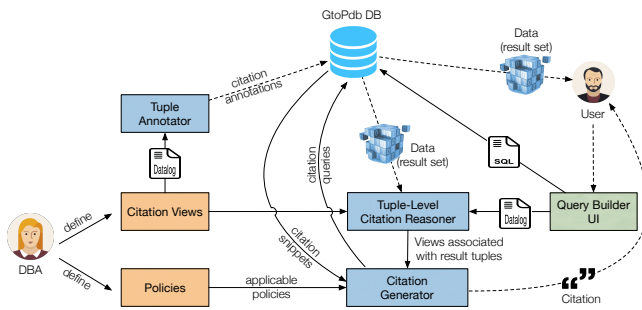 GtoPdb DB
Data
(result set)
citation
annotations
Tuple
Annotator
User
Datalog
citation
queries
Data
(result set)
SQL
define
Citation Views
Tuple-Level
Citation Reasoner
Datalog
Query Builder
UI
DBA
citation
snippets
Views associated
with result tuples
define
Policies
applicable
policies
Citation
Generator
Citation